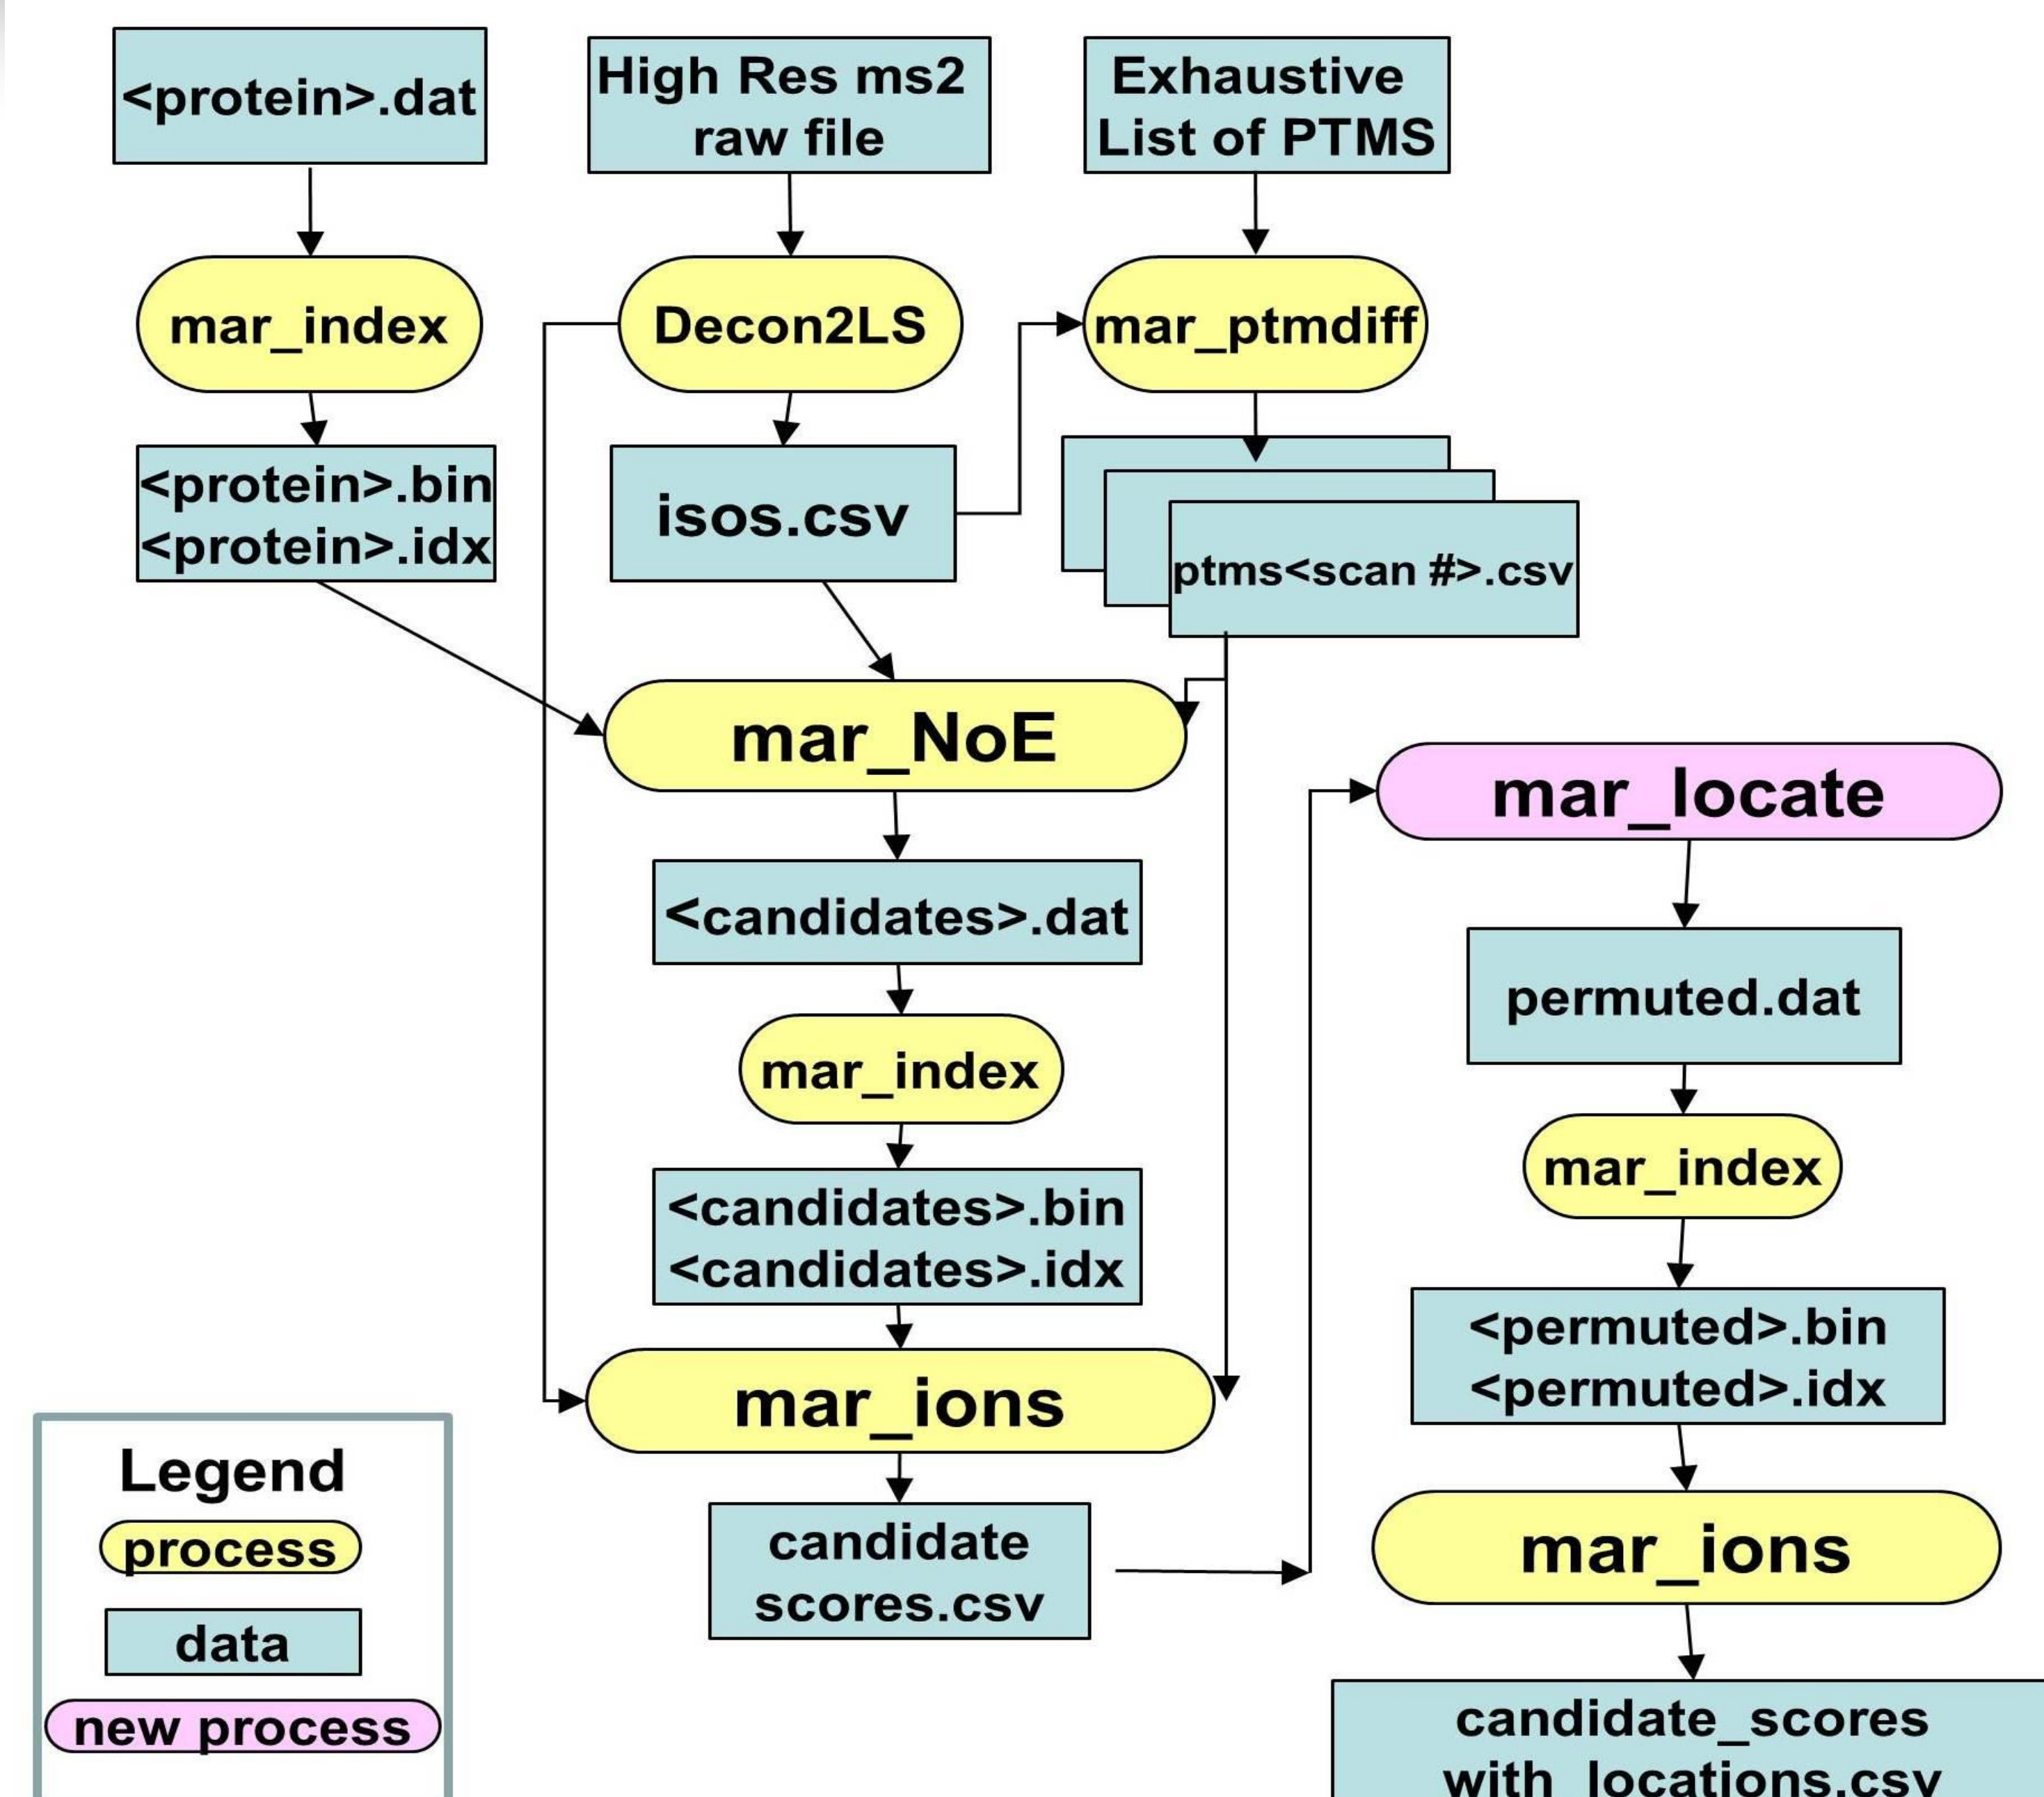 <protein>.dat
High Res ms2
raw file
Exhaustive
List of PTMS
mar_index
Decon2LS
mar_ptmdiff
<protein>.bin
<protein>.idx
isos.csv
ptms<scan #>.csv
mar_NoE
mar_locate
<candidates>.dat
permuted.dat
mar_index
mar_index
<candidates>.bin
<candidates>.idx
<permuted>.bin
<permuted>.idx
mar_ions
mar_ions
candidate
scores.csv
candidate_scores
with_locations.csv
Legend
process
data
new process